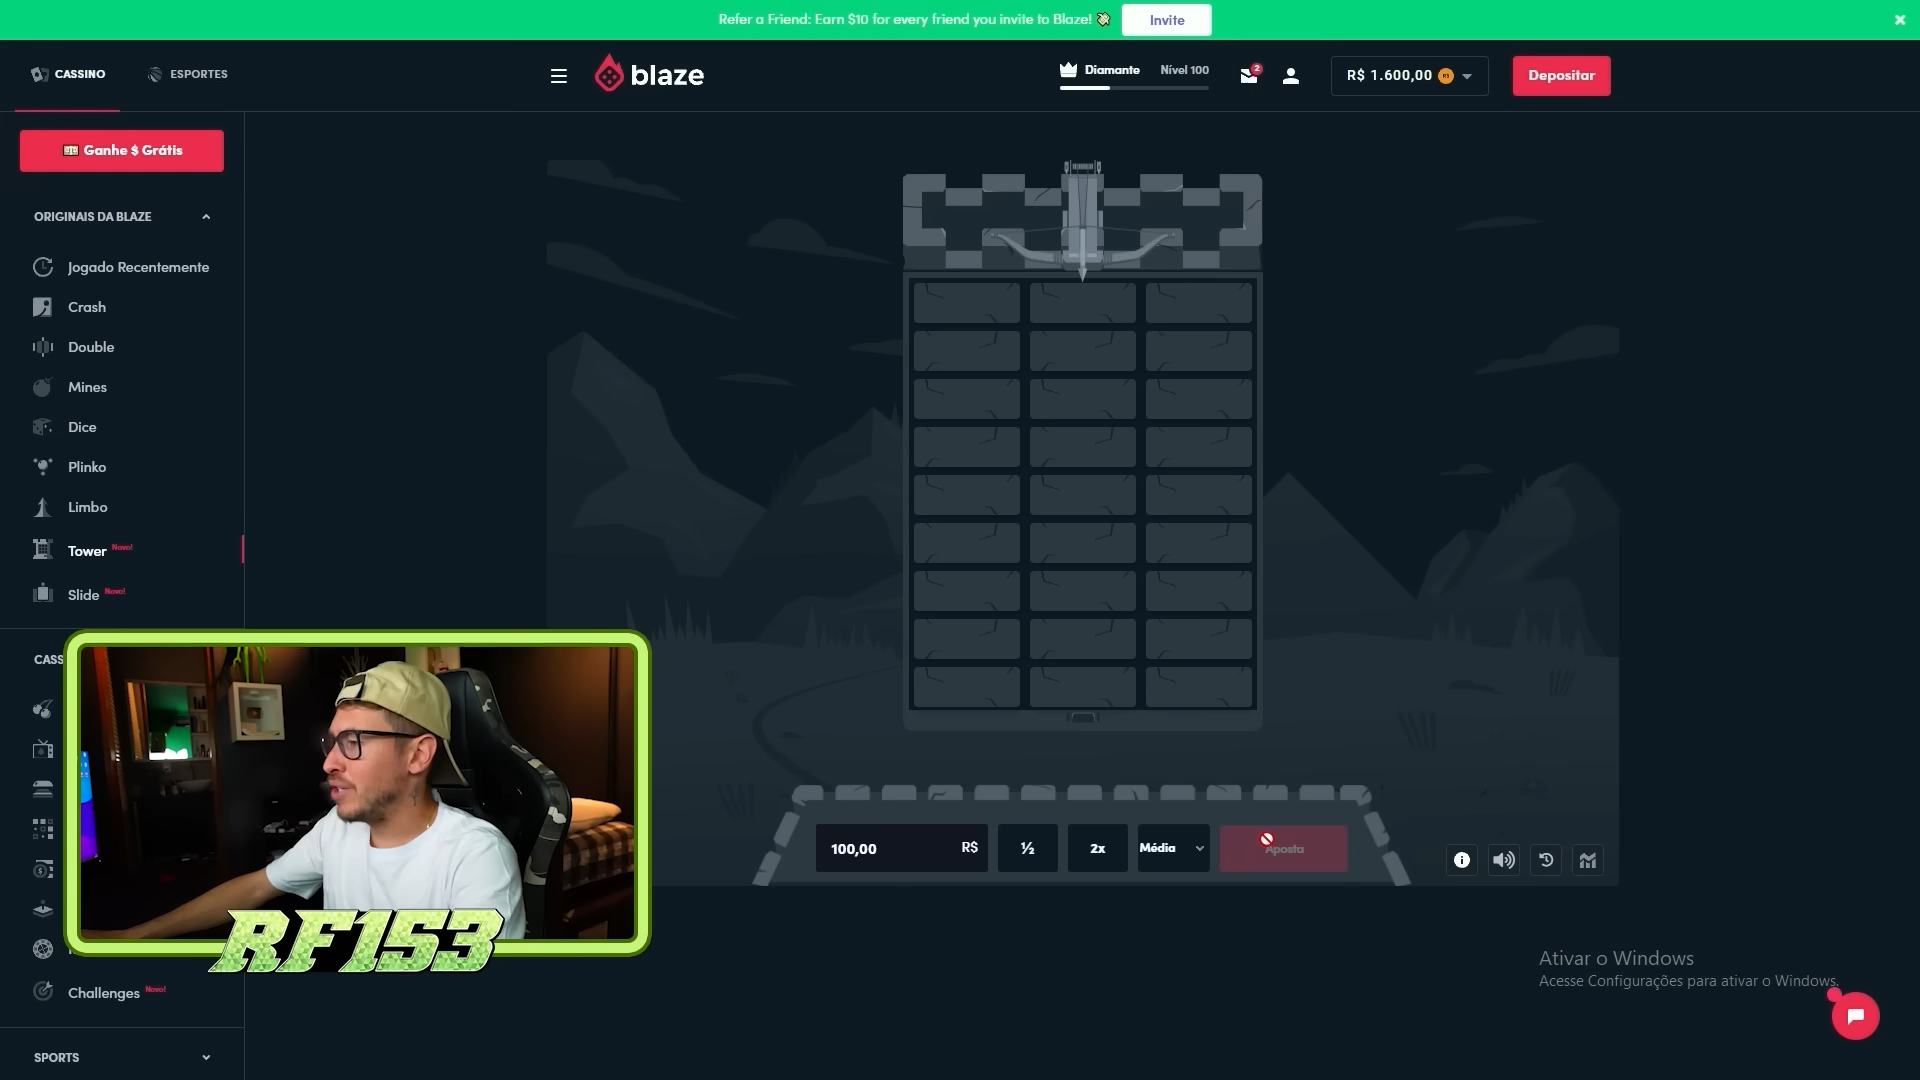 Refer a Friend: Earn $10 for every friend you invite to Blaze!
Invite
CASSINO
ESPORTES
blaze
Diamante
Nível 100
2
R$ 1.600,00
R$
Depositar
Ganhe $ Grátis
ORIGINAIS DA BLAZE
Jogado Recentemente
Crash
Double
Mines
Dice
Plinko
Limbo
Tower Novo!
Slide Novo!
CASS
RF153
Challenges Novo!
SPORTS
100,00
R$
½
2x
Média
Aposta
Ativar o Windows
Acesse Configurações para ativar o Windows.